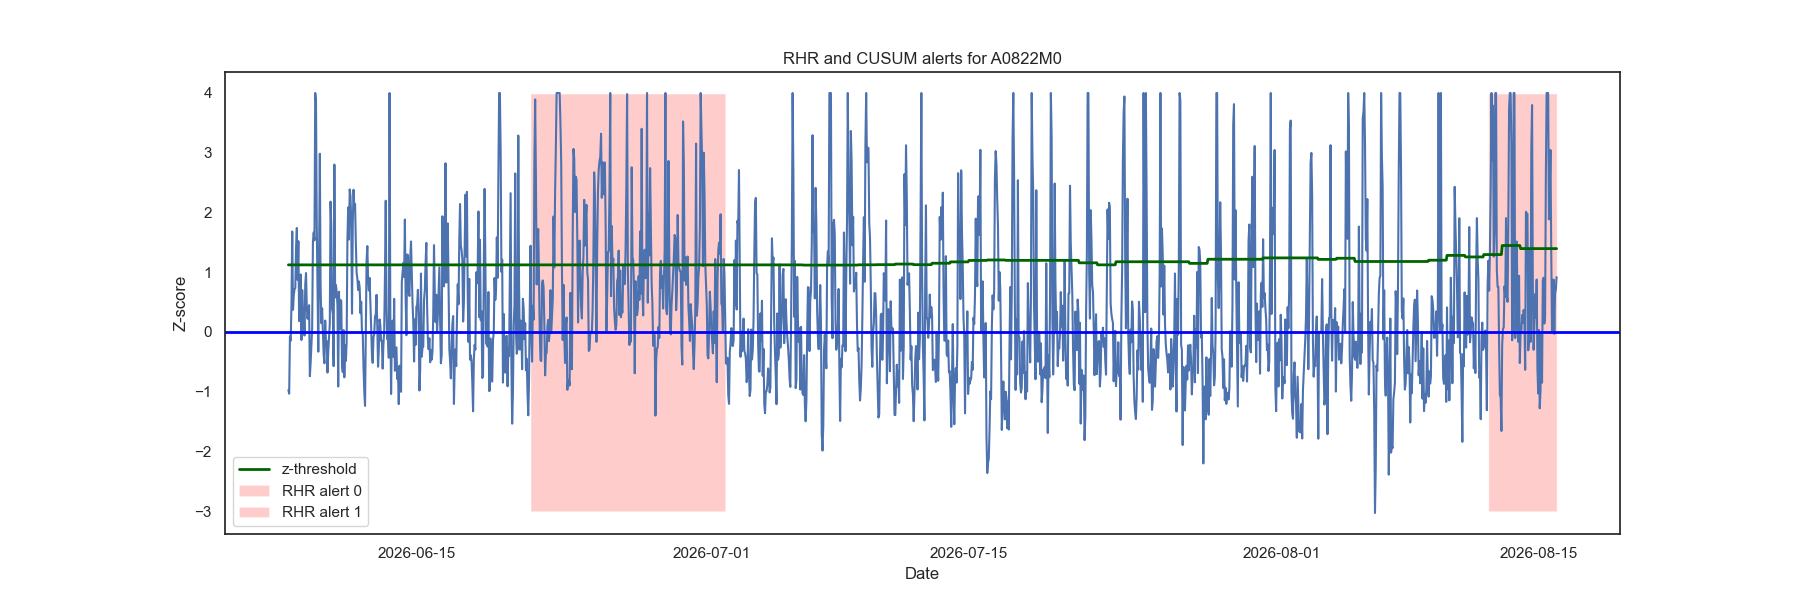 RHR and CUSUM alerts for A0822M0
Z-score
4
3
2
1
0
−1
−2
−3
z-threshold
RHR alert 0
RHR alert 1
2026-06-15
2026-07-01
2026-07-15
2026-08-01
2026-08-15
Date